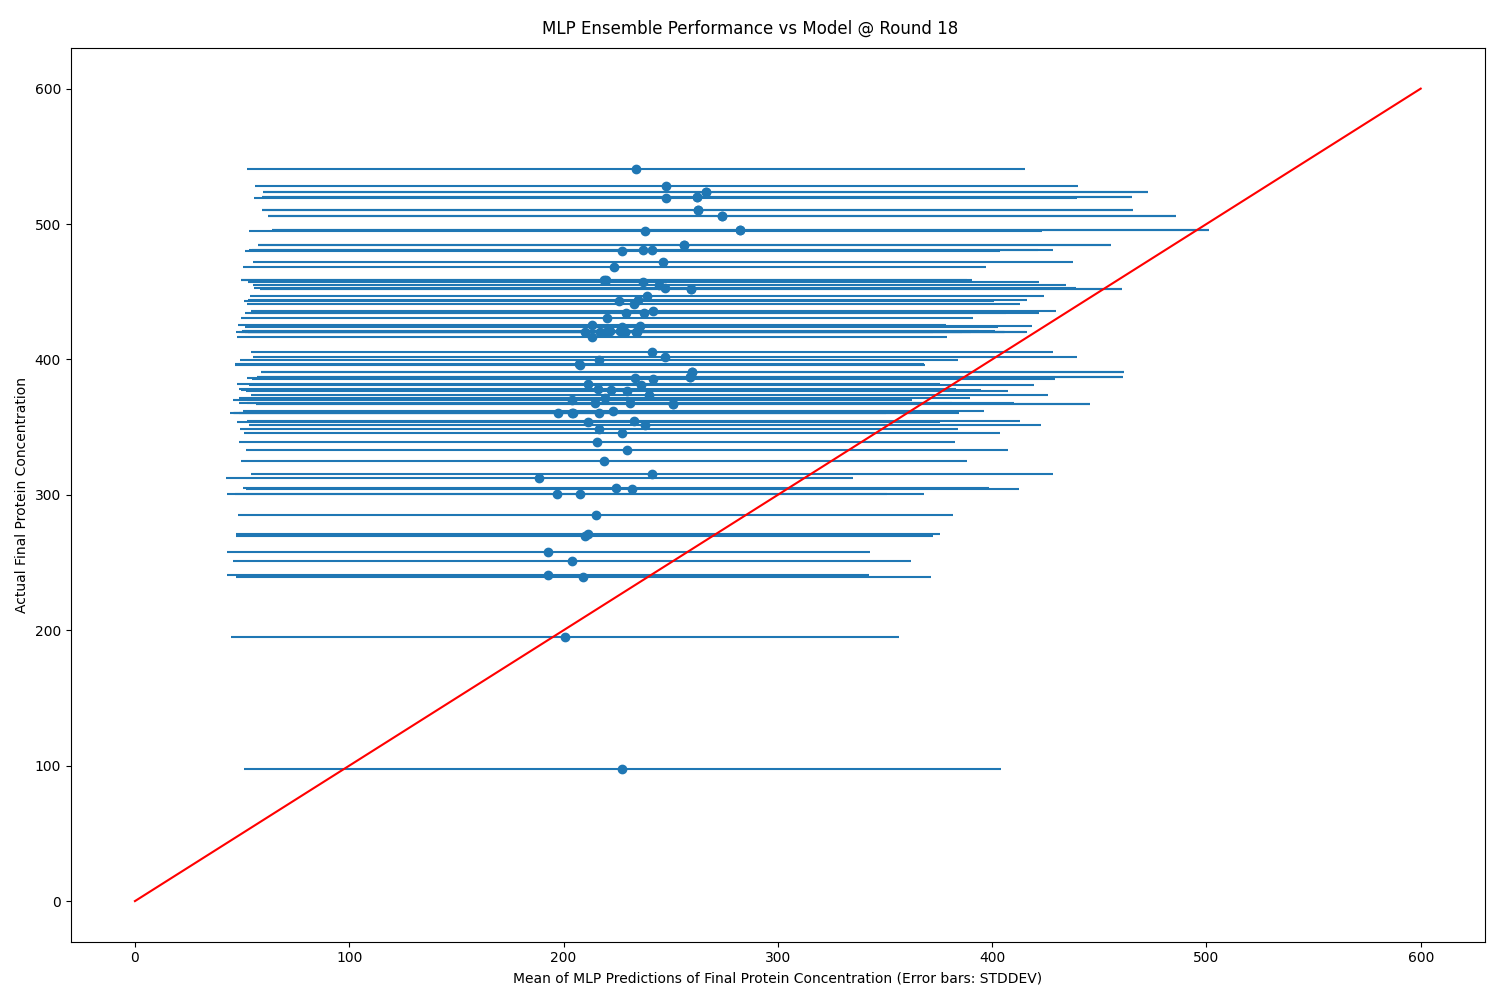 MLP Ensemble Performance vs Model @ Round 18
Actual Final Protein Concentration
600
500
400
300
200
100
0
0 100 200 300 400 500 600
Mean of MLP Predictions of Final Protein Concentration (Error bars: STDDEV)